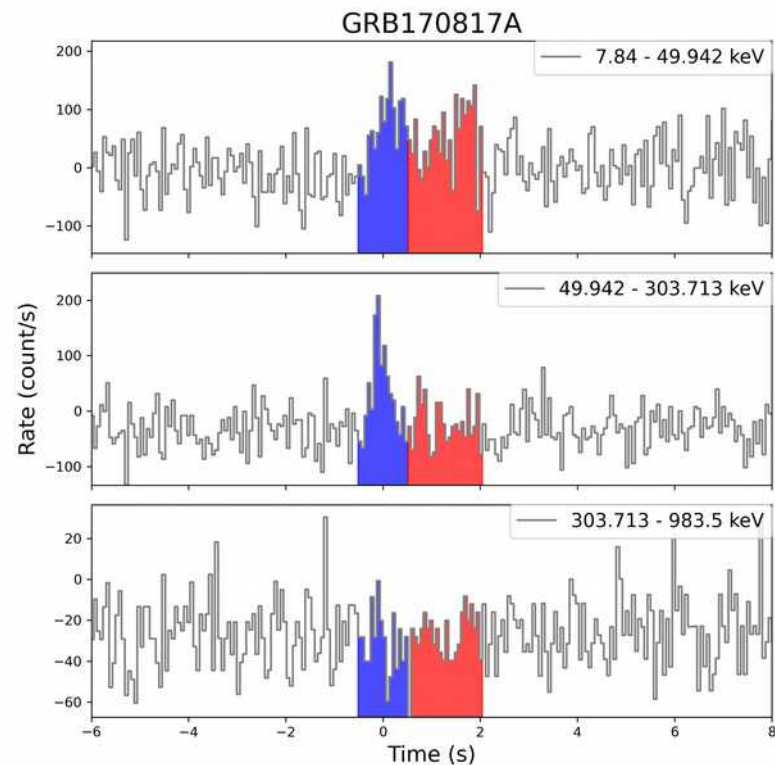 GRB170817A
7.84 - 49.942 keV
200
100
0
−100
49.942 - 303.713 keV
200
100
0
−100
Rate (count/s)
303.713 - 983.5 keV
20
0
−20
−40
−60
−6 −4 −2 0 2 4 6 8
Time (s)